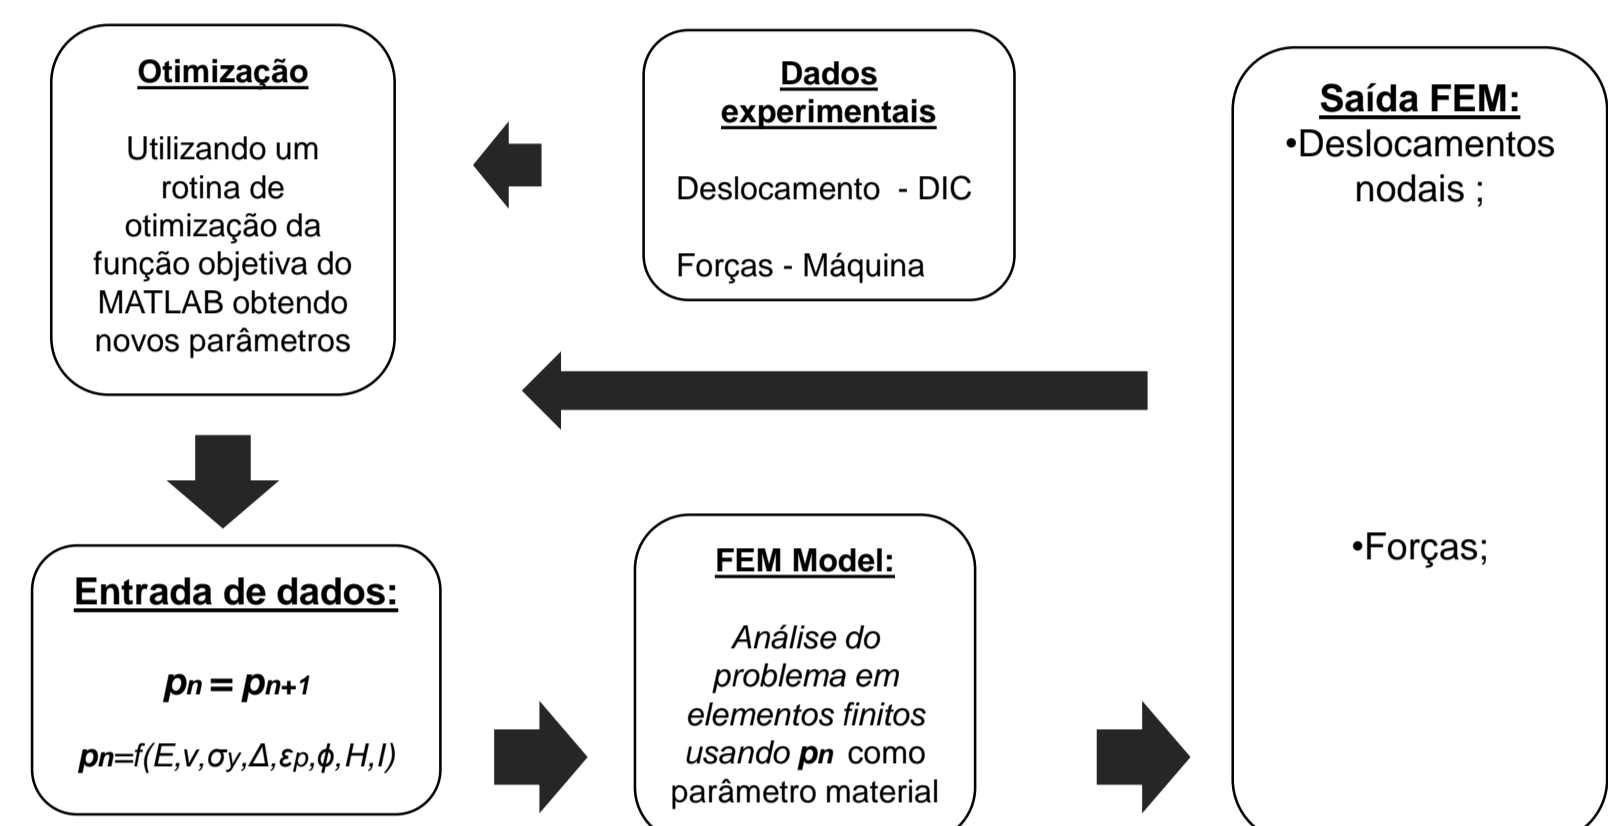 Otimização
Utilizando um
rotina de
otimização da
função objetiva do
MATLAB obtendo
novos parâmetros
Dados
experimentais
Deslocamento - DIC
Forças - Máquina
Saída FEM:
•Deslocamentos
nodais ;
•Forças;
Entrada de dados:
pn = pn+1
pn=f(E,ν,σy,Δ,εp,ϕ,H,I)
FEM Model:
Análise do
problema em
elementos finitos
usando pn como
parâmetro material